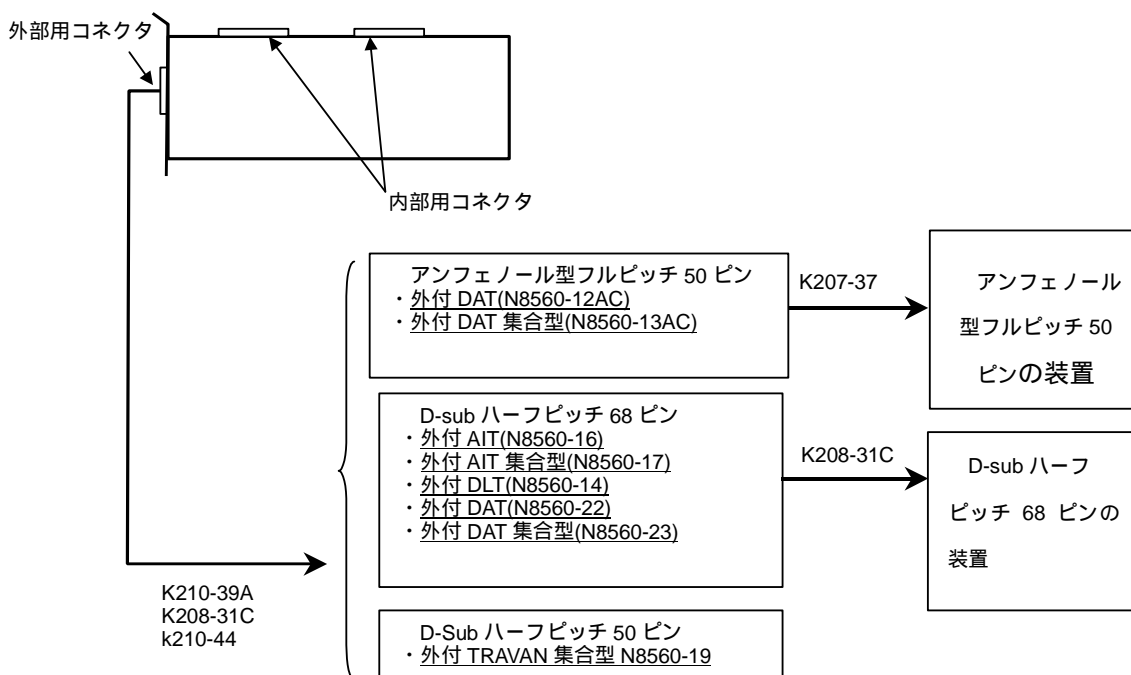 外部用コネクタ
内部用コネクタ
アンフェノール型フルピッチ 50 ピン
・外付 DAT(N8560-12AC)
・外付 DAT 集合型(N8560-13AC)
K207-37
アンフェノール
型フルピッチ 50
ピンの装置
D-sub ハーフピッチ 68 ピン
・外付 AIT(N8560-16)
・外付 AIT 集合型(N8560-17)
・外付 DLT(N8560-14)
・外付 DAT(N8560-22)
・外付 DAT 集合型(N8560-23)
K208-31C
D-sub ハーフ
ピッチ 68 ピンの
装置
K210-39A
K208-31C
k210-44
D-Sub ハーフピッチ 50 ピン
・外付 TRAVAN 集合型 N8560-19